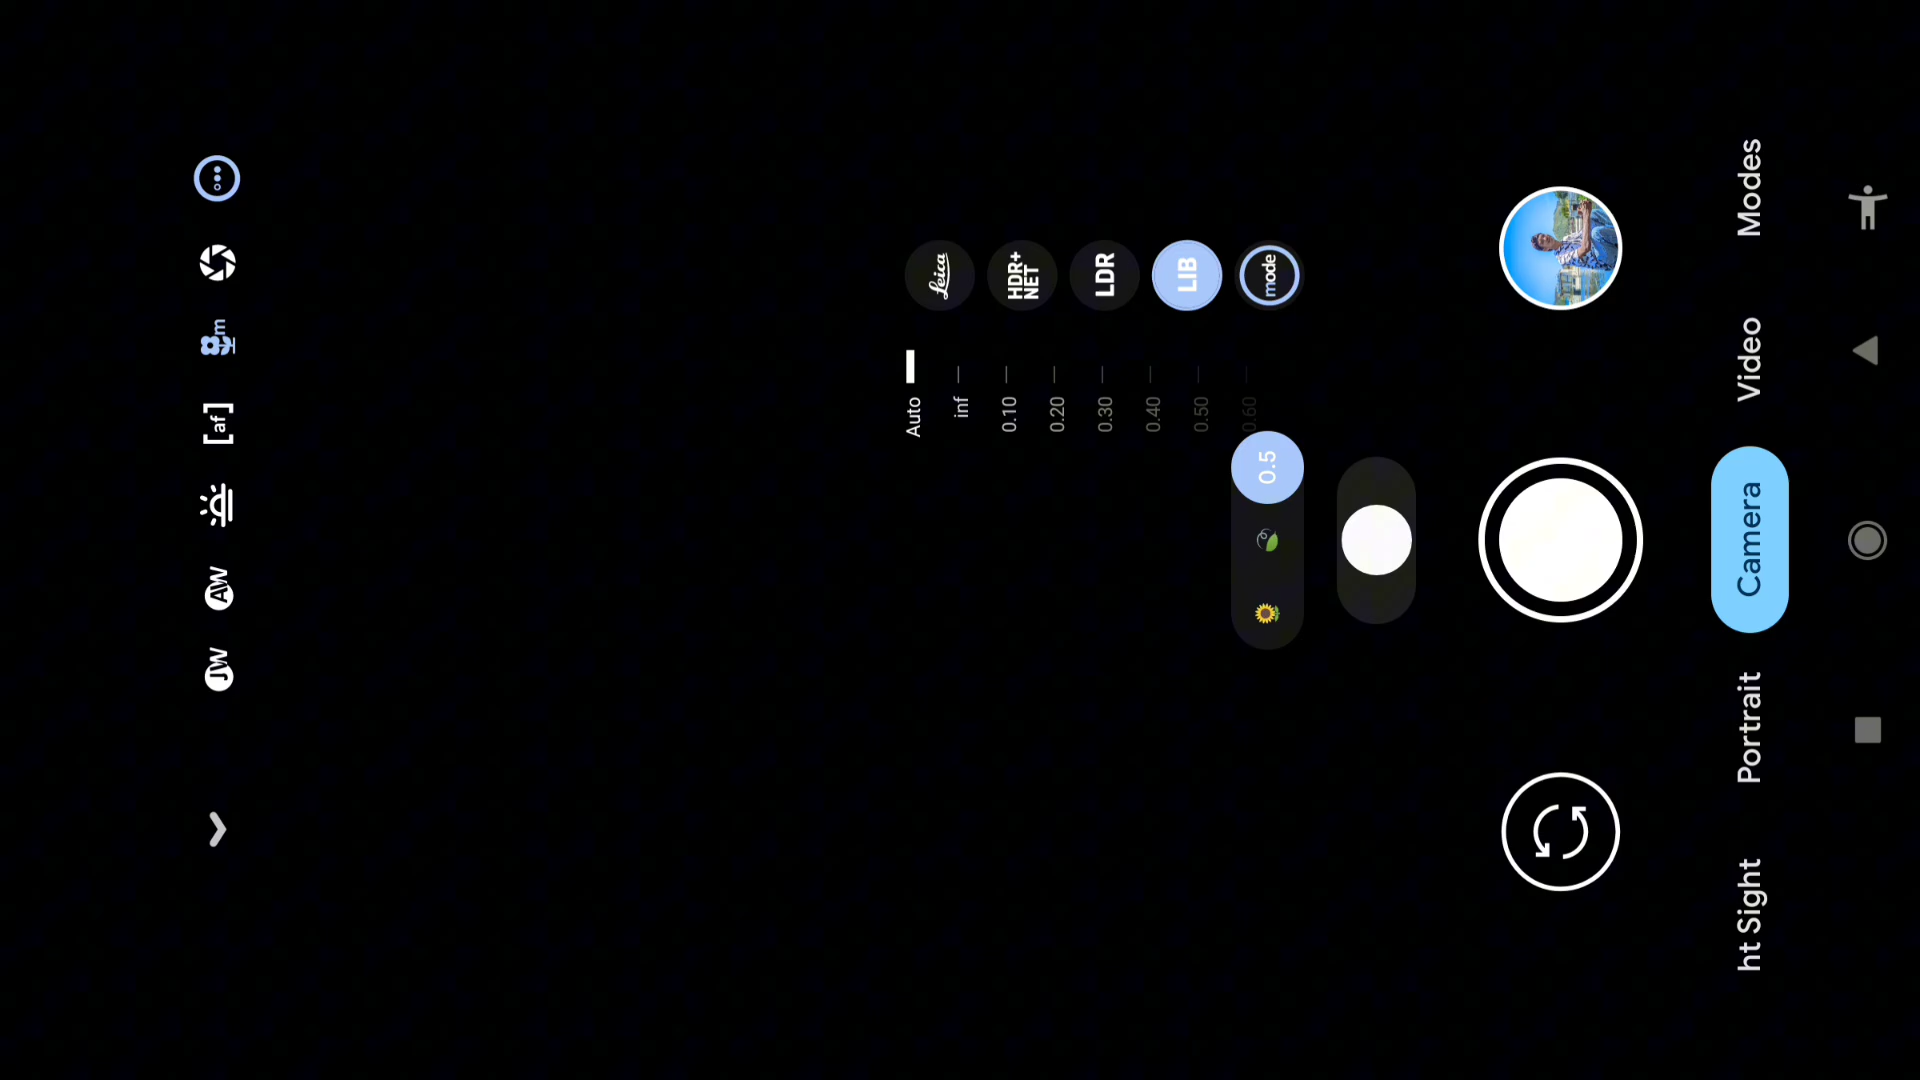 m
[af]
AW
JW
Leica
HDR+
NET
LDR
LIB
mode
Auto
inf
0.10
0.20
0.30
0.40
0.50
0.60
0.5
ht Sight
Portrait
Camera
Video
Modes